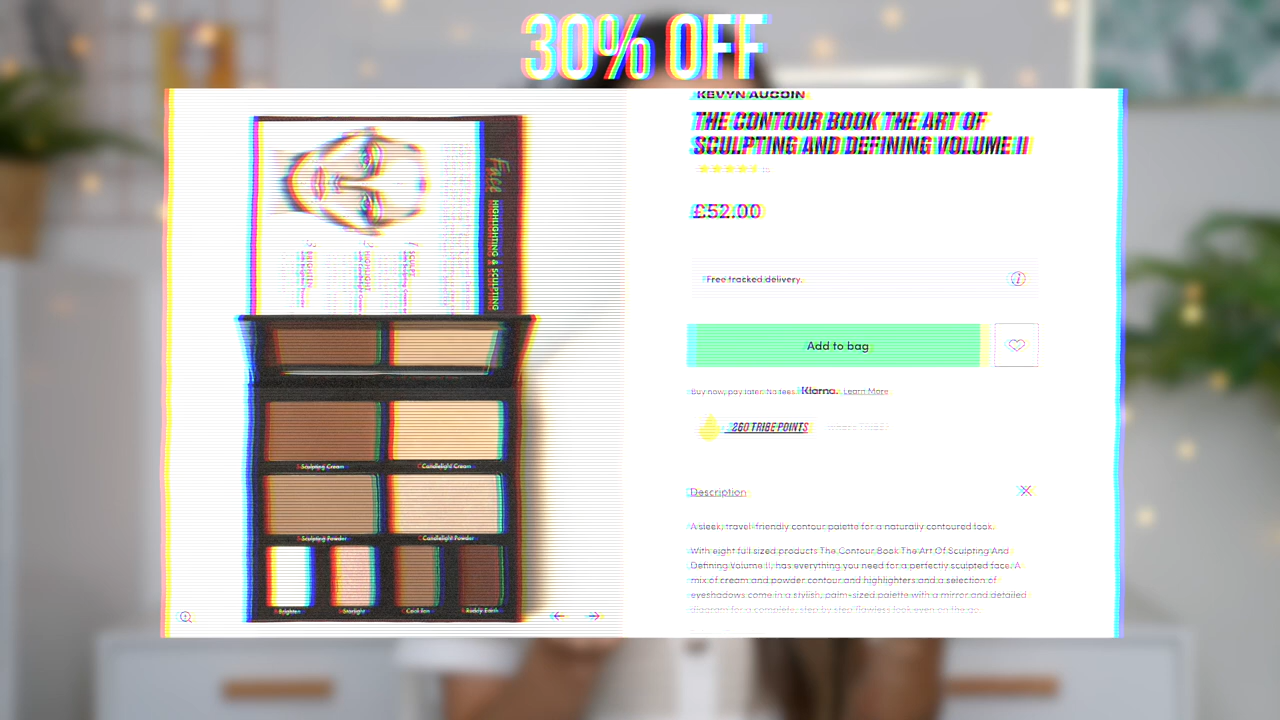 30% OFF
KEVYN AUCOIN
THE CONTOUR BOOK THE ART OF
SCULPTING AND DEFINING VOLUME II
£52.00
Free tracked delivery.
Add to bag
Buy now, pay later. No fees. Klarna. Learn More
260 TRIBE POINTS
Description
A sleek, travel-friendly contour palette for a naturally contoured look.
With eight full sized products The Contour Book The Art Of Sculpting And
Defining Volume II, has everything you need for a perfectly sculpted face. A
mix of cream and powder contour and highlighters and a selection of
eyeshadows come in a stylish, palm-sized palette with a mirror and detailed
diagram for a complete, step by step flawless look even on the go.
Face HIGHLIGHTING & SCULPTING
1 SCULPT
2 HIGHLIGHT
3 BRIGHTEN
Sculpting Cream
Candlelight Cream
Sculpting Powder
Candlelight Powder
Brighten
Starlight